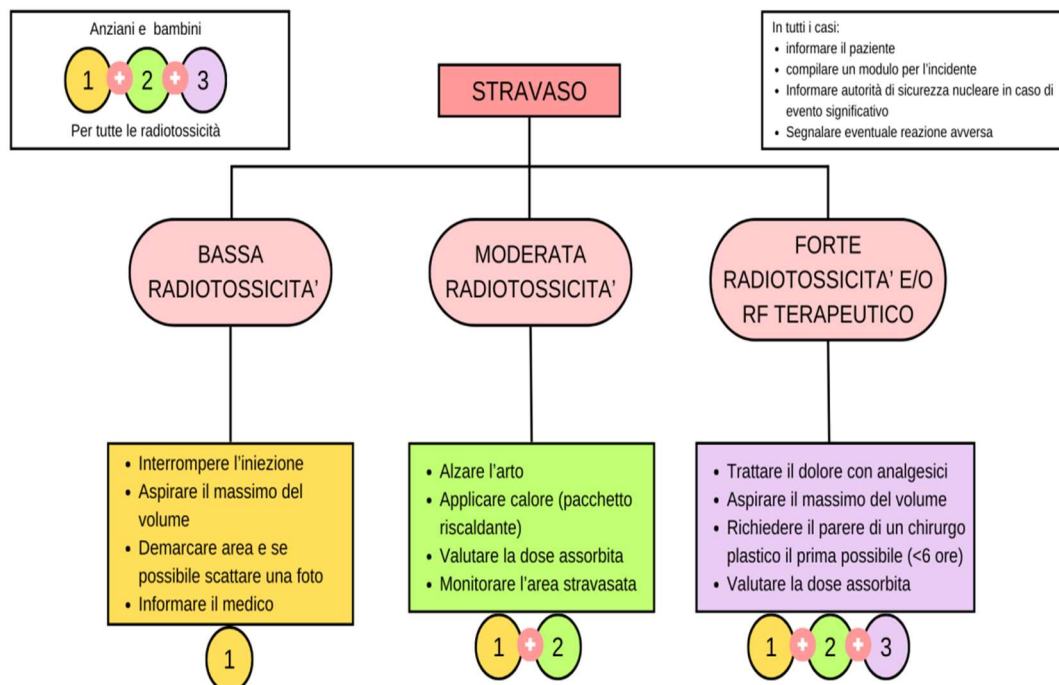 Anziani e bambini
1 + 2 + 3
Per tutte le radiotossicità
In tutti i casi:
• informare il paziente
• compilare un modulo per l'incidente
• Informare autorità di sicurezza nucleare in caso di
evento significativo
• Segnalare eventuale reazione avversa
STRAVASO
BASSA
RADIOTOSSICITA'
MODERATA
RADIOTOSSICITA'
FORTE
RADIOTOSSICITA' E/O
RF TERAPEUTICO
• Interrompere l'iniezione
• Aspirare il massimo del
volume
• Demarcare area e se
possibile scattare una foto
• Informare il medico
1
• Alzare l'arto
• Applicare calore (pacchetto
riscaldante)
• Valutare la dose assorbita
• Monitorare l'area stravasata
1 + 2
• Trattare il dolore con analgesici
• Aspirare il massimo del volume
• Richiedere il parere di un chirurgo
plastico il prima possibile (<6 ore)
• Valutare la dose assorbita
1 + 2 + 3